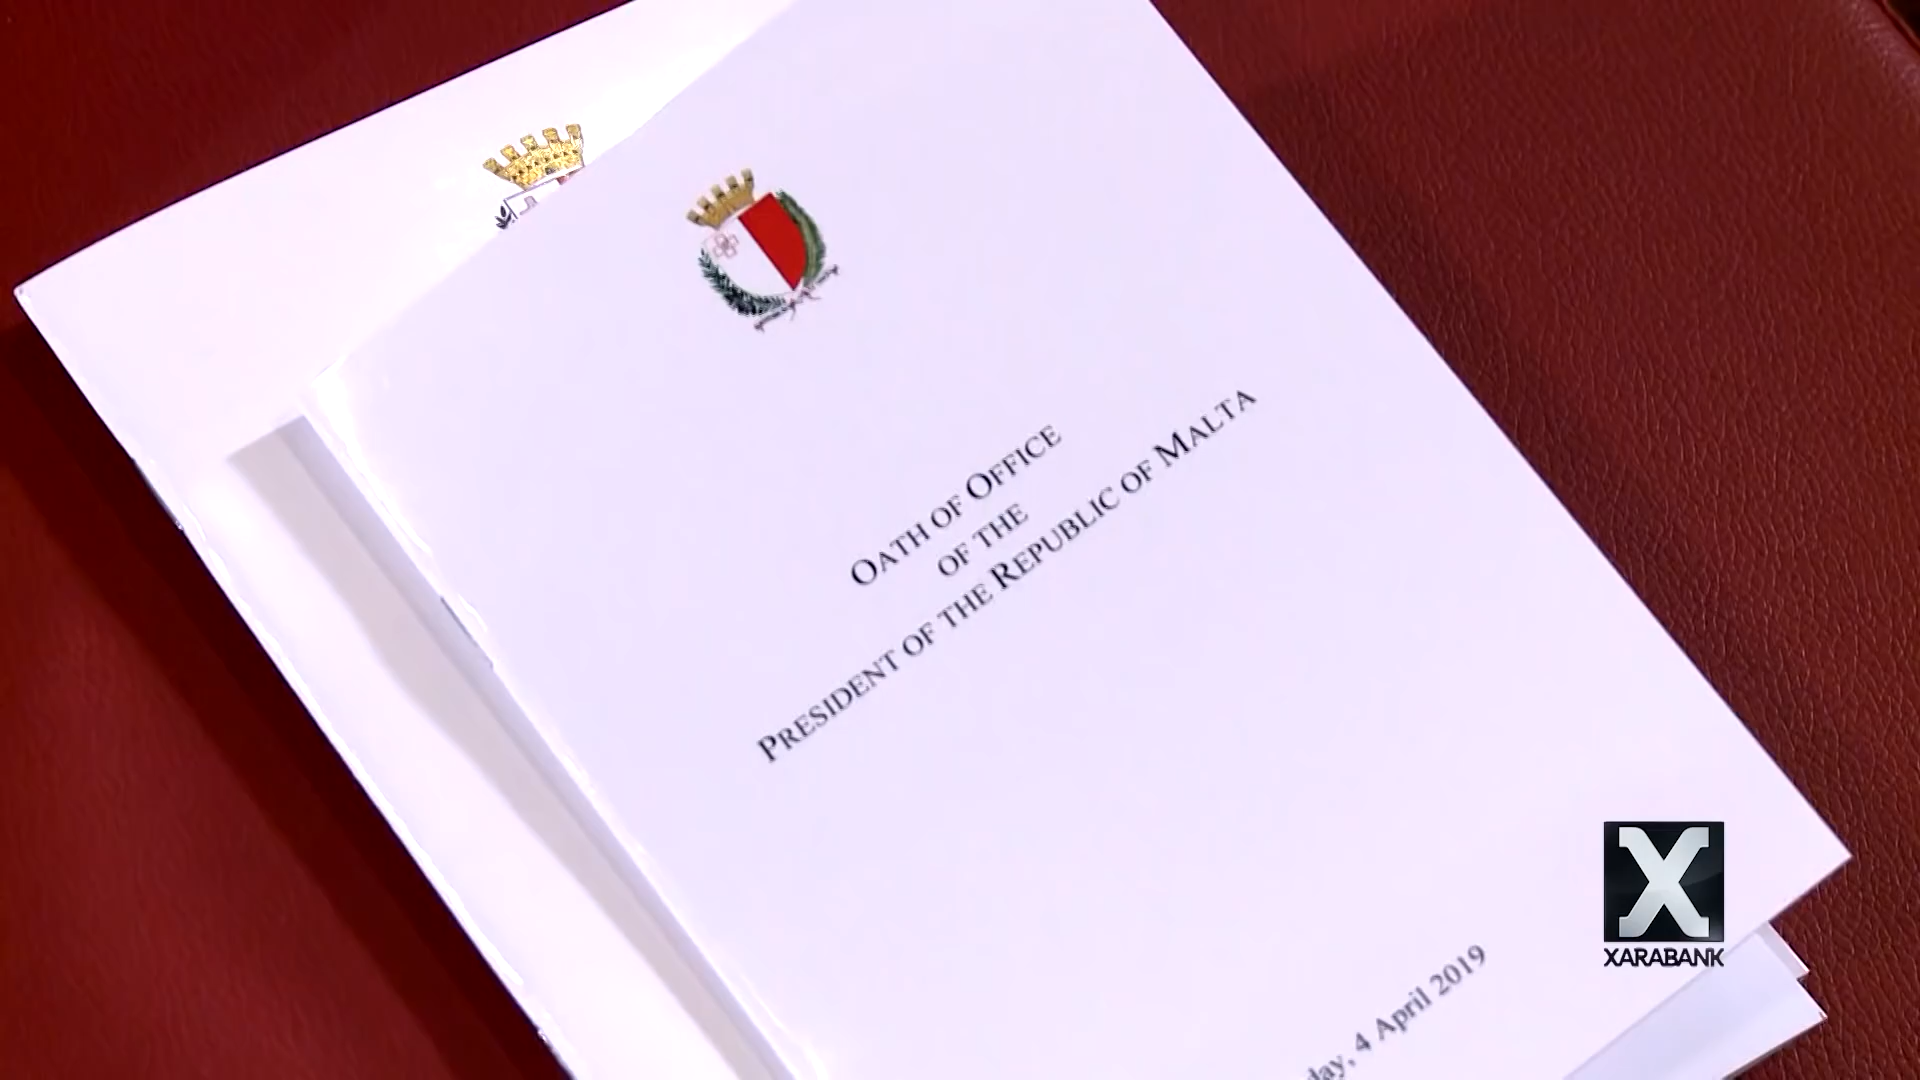 OATH OF OFFICE
OF THE
PRESIDENT OF THE REPUBLIC OF MALTA
4 April 2019
X
XARABANK